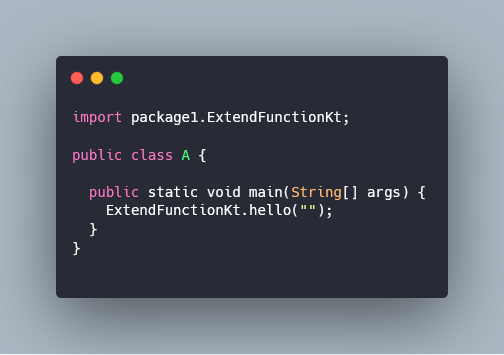 import package1.ExtendFunctionKt;
public class A {
public static void main(String[] args) {
ExtendFunctionKt.hello("");
}
}